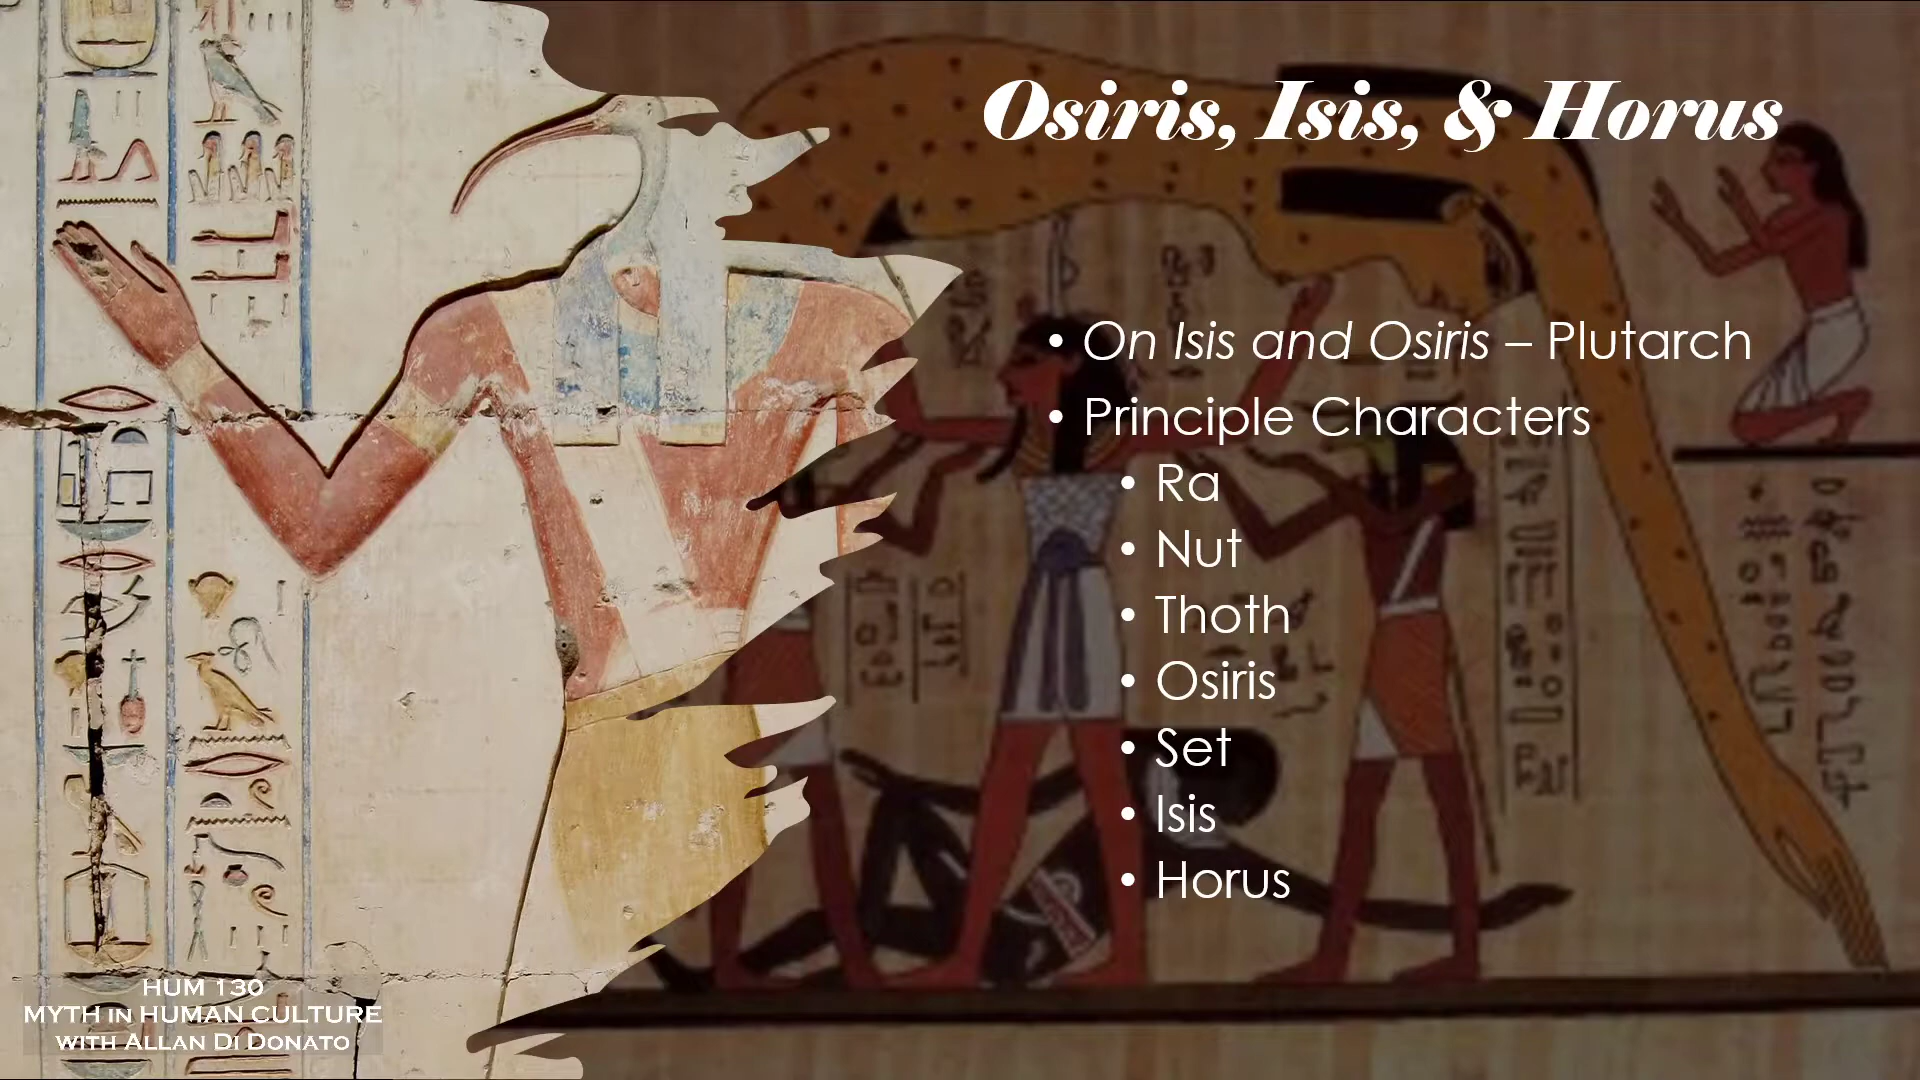 Osiris, Isis, & Horus
• On Isis and Osiris – Plutarch
• Principle Characters
• Ra
• Nut
• Thoth
• Osiris
• Set
• Isis
• Horus
HUM 130
MYTH in HUMAN CULTURE
WITH ALLAN DI DONATO